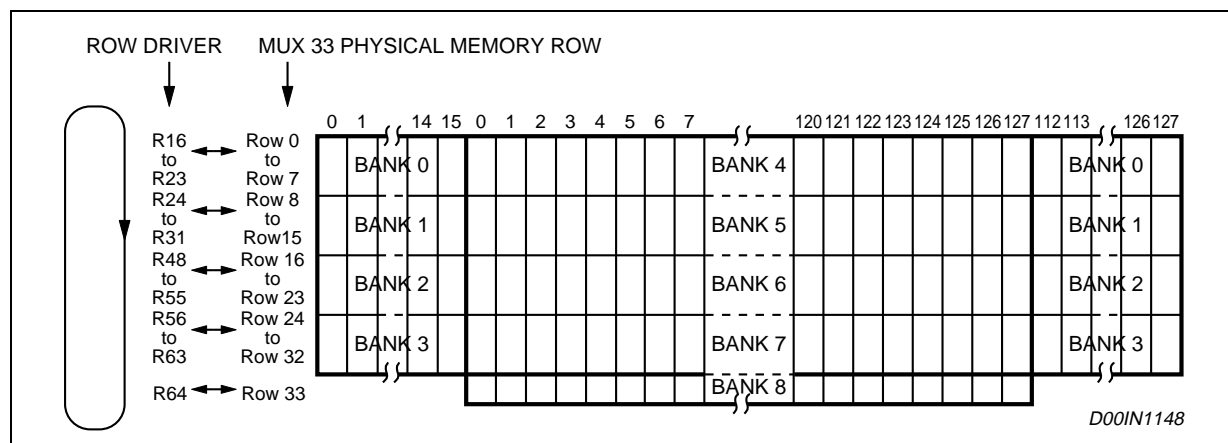 ROW DRIVER MUX 33 PHYSICAL MEMORY ROW
0 1 14 15 0 1 2 3 4 5 6 7 120 121 122 123 124 125 126 127 112 113 126 127
R16 to R23 Row 0 to Row 7 BANK 0 BANK 4 BANK 0
R24 to R31 Row 8 to Row15 BANK 1 BANK 5 BANK 1
R48 to R55 Row 16 to Row 23 BANK 2 BANK 6 BANK 2
R56 to R63 Row 24 to Row 32 BANK 3 BANK 7 BANK 3
R64 Row 33 BANK 8
D00IN1148